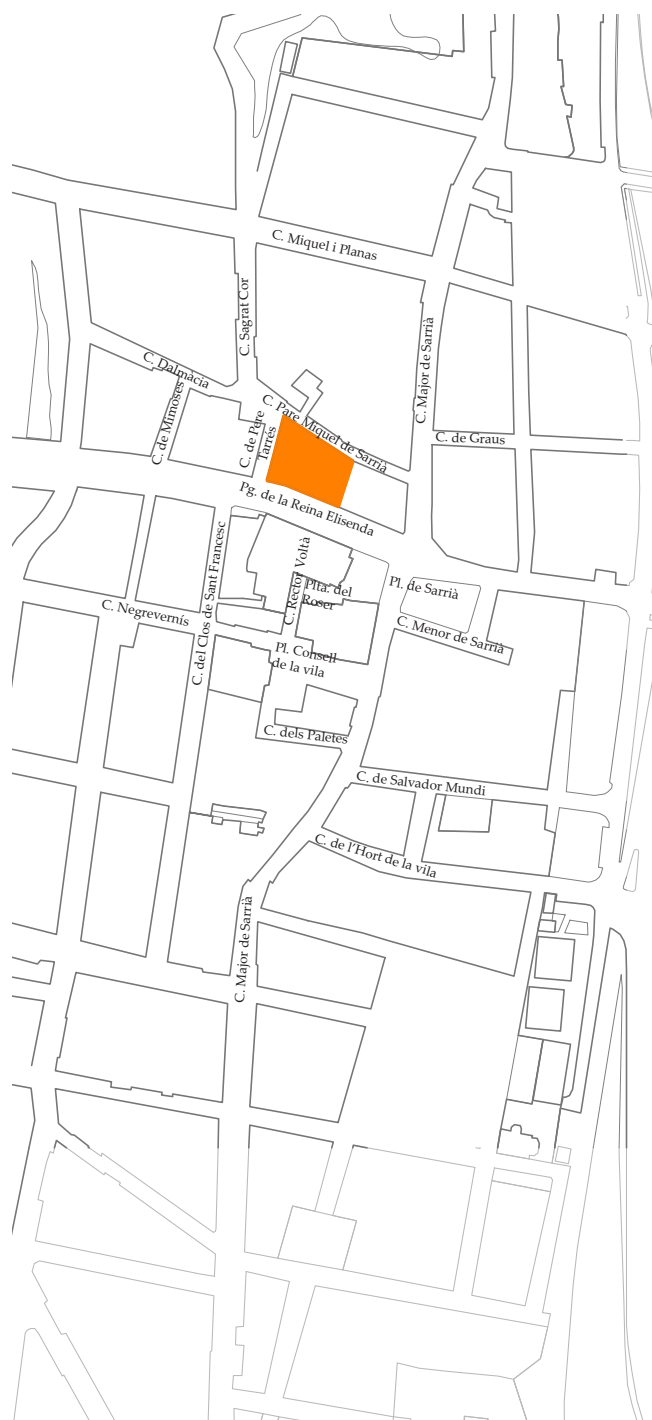 C. Miquel i Planas
C. Sagrat Cor
C. Major de Sarrià
C. Dalmàcia
C. de Mimoses
C. Pare Miquel de Sarrià
C. de Pere
Tarrés
C. de Graus
Pg. de la Reina Elisenda
C. del Clos de Sant Francesc
C. Rector Voltà
Plta. del
Roser
Pl. de Sarrià
C. Negrevernís
C. Menor de Sarrià
Pl. Consell
de la vila
C. dels Paletes
C. de Salvador Mundi
C. de l'Hort de la vila
C. Major de Sarrià